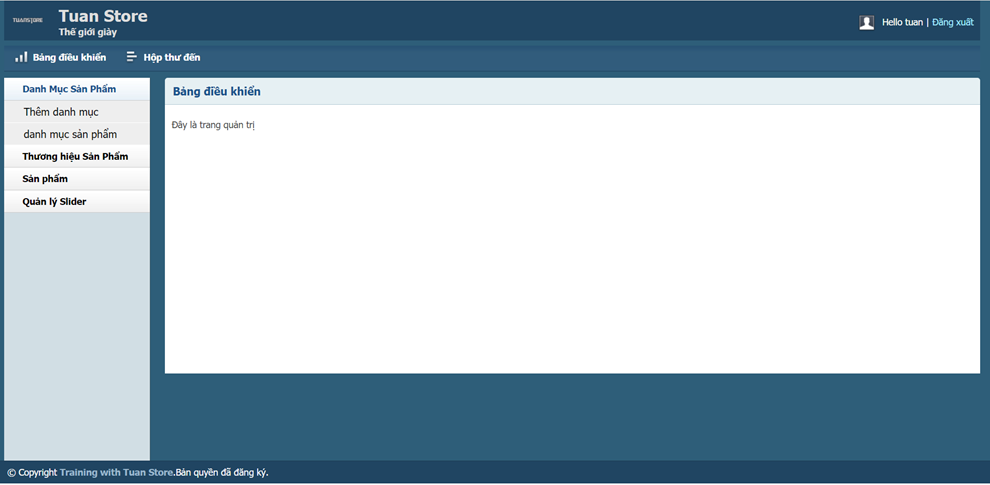 TUANSTORE
Tuan Store
Thế giới giày
Hello tuan | Đăng xuất
Bảng điều khiển
Hộp thư đến
Danh Mục Sản Phẩm
Thêm danh mục
danh mục sản phẩm
Thương hiệu Sản Phẩm
Sản phẩm
Quản lý Slider
Bảng điều khiển
Đây là trang quản trị
© Copyright Training with Tuan Store.Bản quyền đã đăng ký.